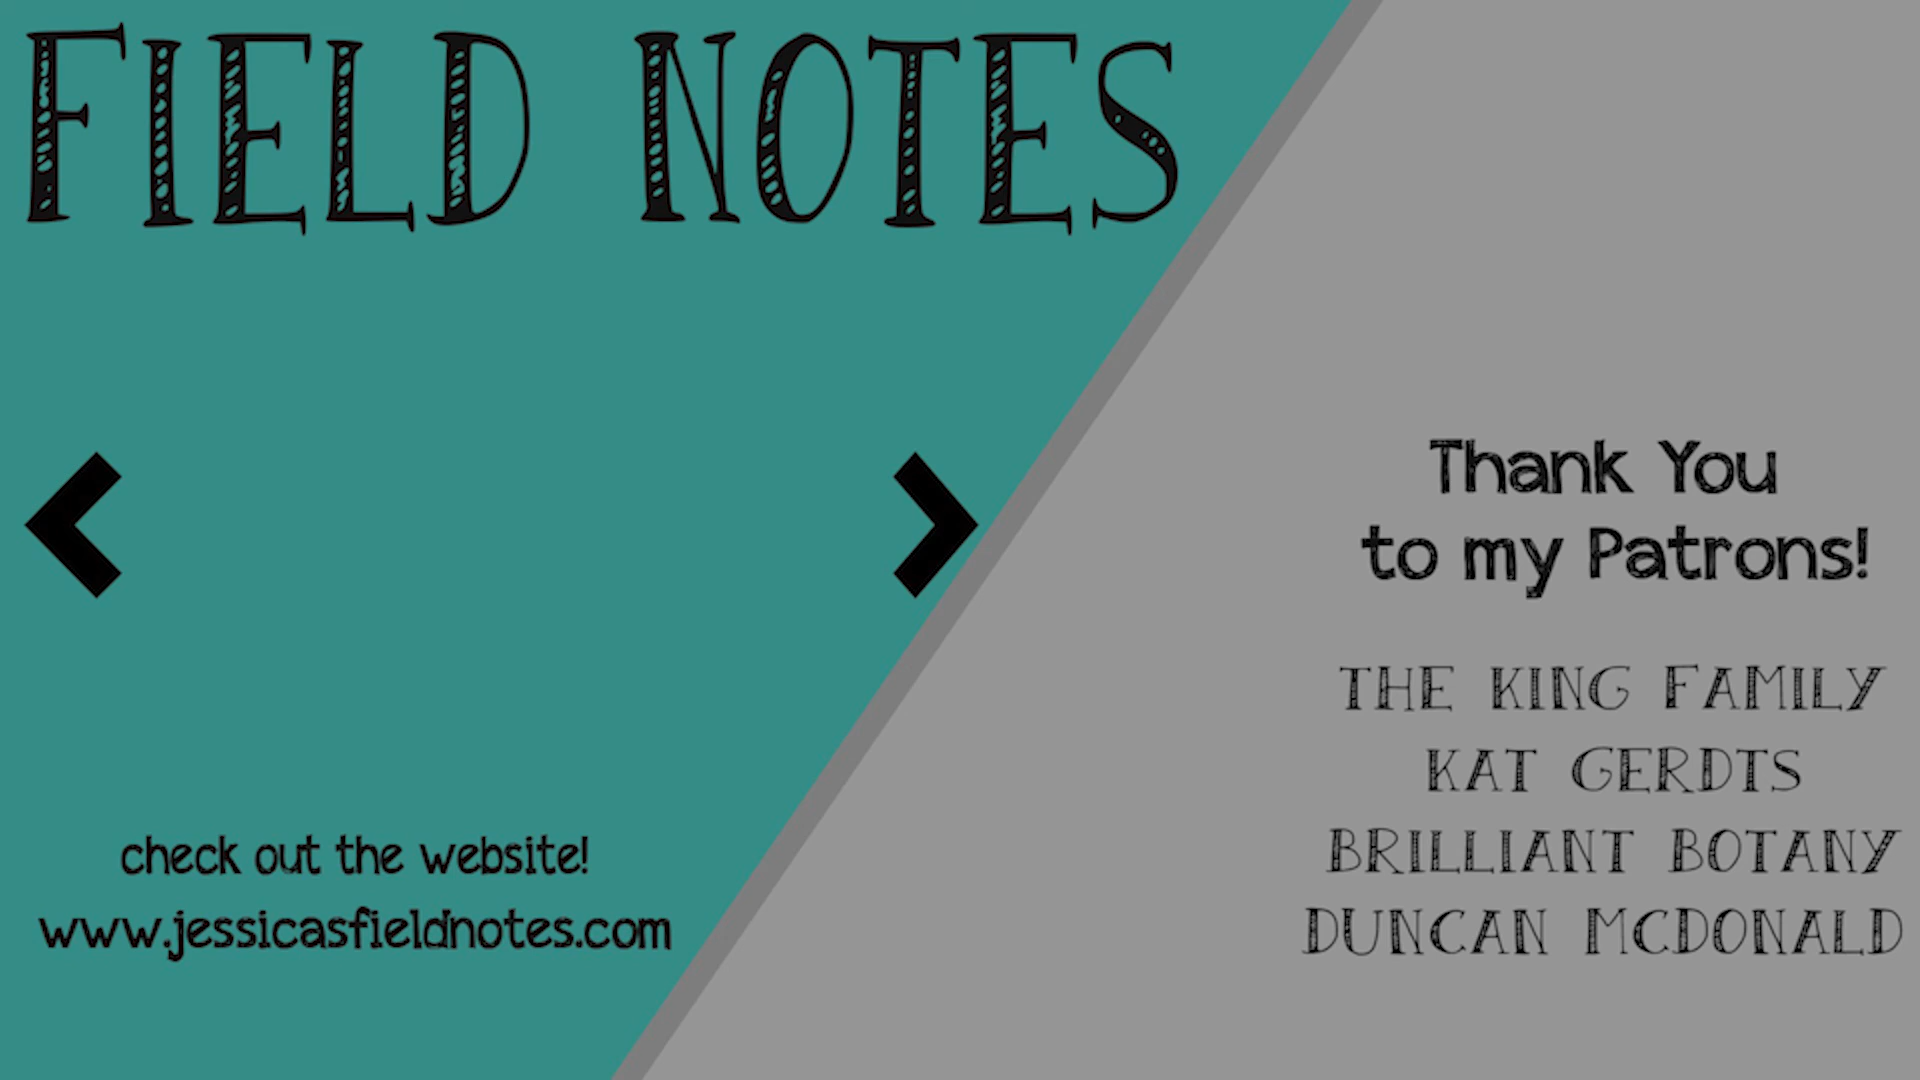 FIELD NOTES
Thank You
to my Patrons!
THE KING FAMILY
KAT GERDTS
BRILLIANT BOTANY
DUNCAN MCDONALD
check out the website!
www.jessicasfieldnotes.com